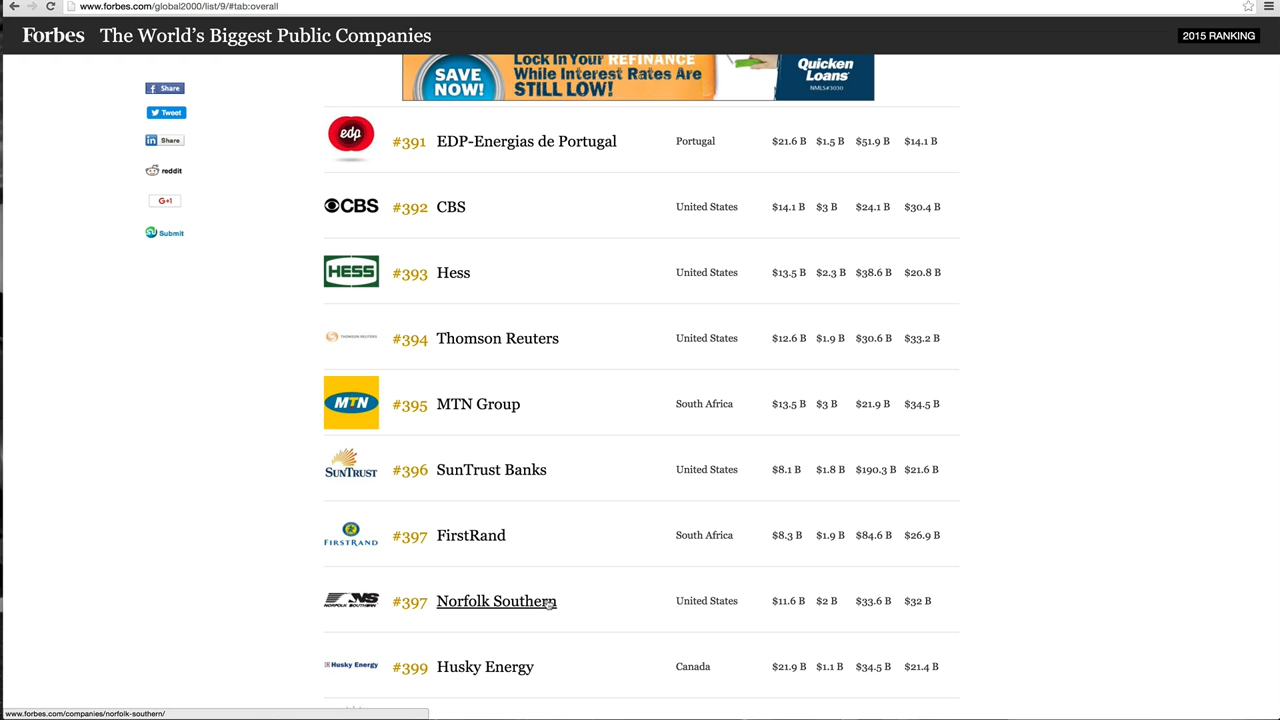 www.forbes.com/global2000/list/9/#tab:overall
Forbes The World's Biggest Public Companies 2015 RANKING
SAVE NOW!
Lock In Your REFINANCE
While Interest Rates Are
STILL LOW!
Quicken
Loans
NMLS#3030
Share
Tweet
in Share
reddit
G+1
Submit
edp #391 EDP-Energias de Portugal Portugal $21.6 B $1.5 B $51.9 B $14.1 B
CBS #392 CBS United States $14.1 B $3 B $24.1 B $30.4 B
HESS #393 Hess United States $13.5 B $2.3 B $38.6 B $20.8 B
THOMSON REUTERS #394 Thomson Reuters United States $12.6 B $1.9 B $30.6 B $33.2 B
MTN #395 MTN Group South Africa $13.5 B $3 B $21.9 B $34.5 B
SUNTRUST #396 SunTrust Banks United States $8.1 B $1.8 B $190.3 B $21.6 B
FIRSTRAND #397 FirstRand South Africa $8.3 B $1.9 B $84.6 B $26.9 B
NS NORFOLK SOUTHERN #397 Norfolk Southern United States $11.6 B $2 B $33.6 B $32 B
Husky Energy #399 Husky Energy Canada $21.9 B $1.1 B $34.5 B $21.4 B
www.forbes.com/companies/norfolk-southern/